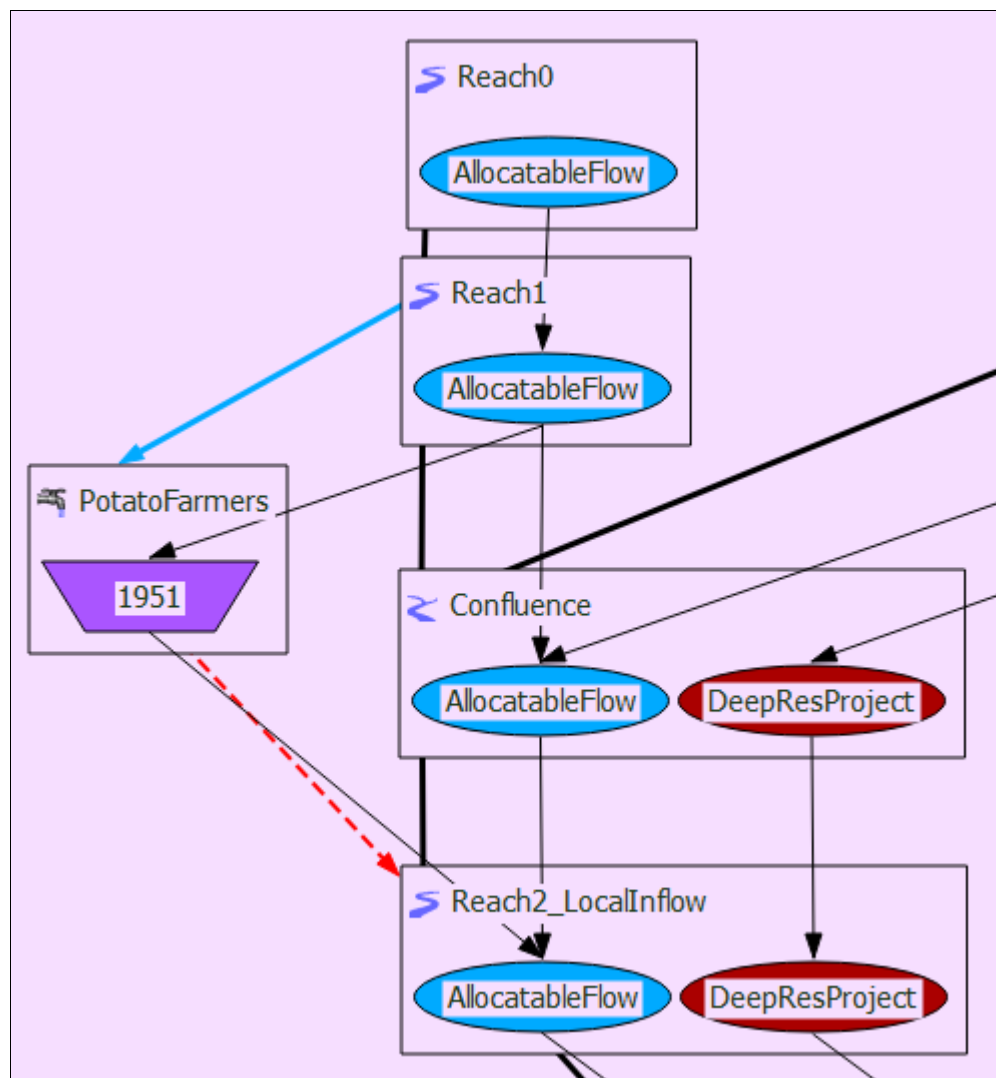 Reach0
AllocatableFlow
Reach1
AllocatableFlow
PotatoFarmers
1951
Confluence
AllocatableFlow
DeepResProject
Reach2_LocalInflow
AllocatableFlow
DeepResProject